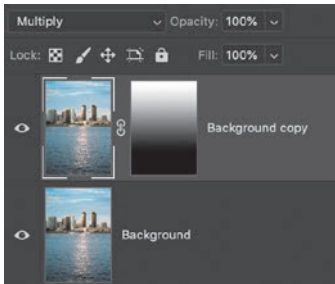 Multiply Opacity: 100%
Lock: Fill: 100%
Background copy
Background